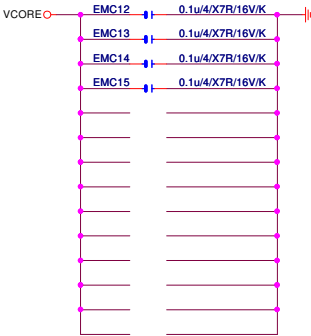 VCORE EMC12 0.1u/4/X7R/16V/K
EMC13 0.1u/4/X7R/16V/K
EMC14 0.1u/4/X7R/16V/K
EMC15 0.1u/4/X7R/16V/K